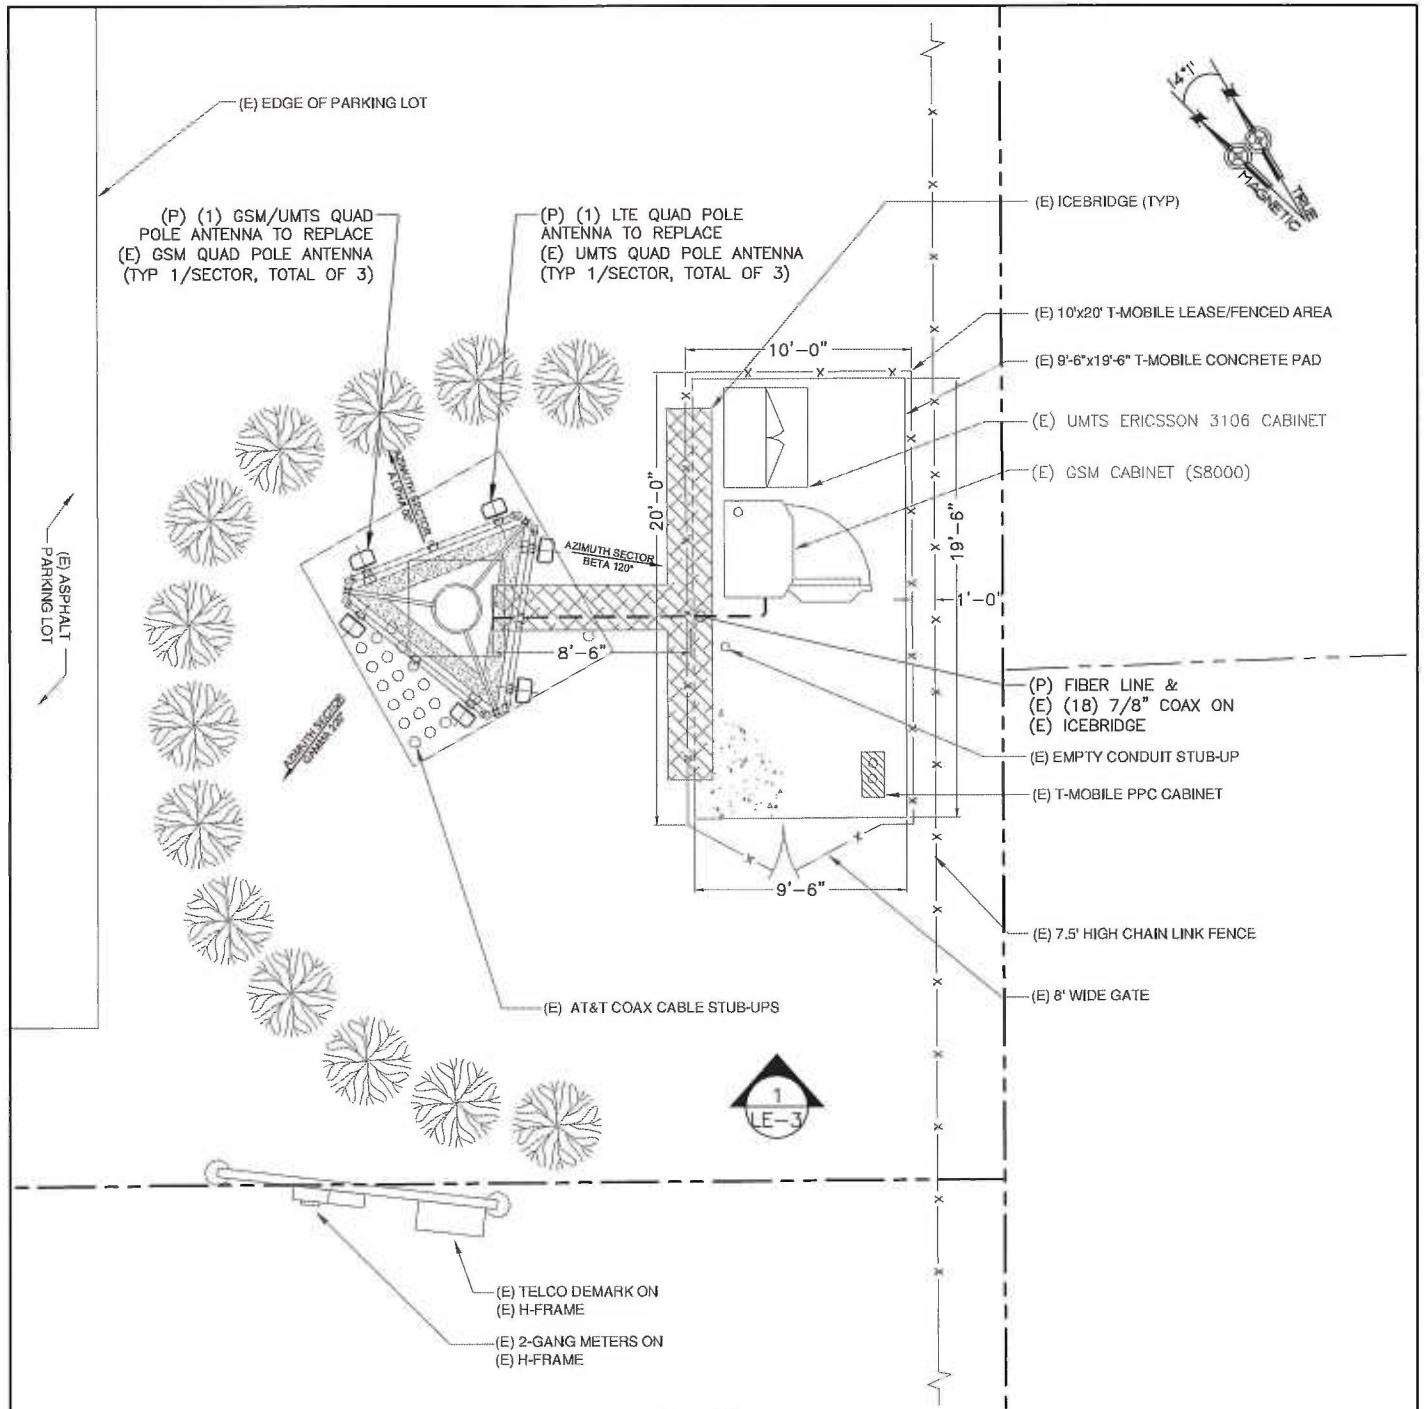 (E) EDGE OF PARKING LOT
14°1'
MAGNETIC
TRUE
(P) (1) GSM/UMTS QUAD
POLE ANTENNA TO REPLACE
(E) GSM QUAD POLE ANTENNA
(TYP 1/SECTOR, TOTAL OF 3)
(P) (1) LTE QUAD POLE
ANTENNA TO REPLACE
(E) UMTS QUAD POLE ANTENNA
(TYP 1/SECTOR, TOTAL OF 3)
(E) ICEBRIDGE (TYP)
(E) 10'x20' T-MOBILE LEASE/FENCED AREA
(E) 9'-6"x19'-6" T-MOBILE CONCRETE PAD
(E) UMTS ERICSSON 3106 CABINET
(E) GSM CABINET (S8000)
10'-0"
20'-0"
19'-6"
1'-0"
8'-6"
9'-6"
AZIMUTH SECTOR
ALPHA
AZIMUTH SECTOR
BETA 120°
AZIMUTH SECTOR
GAMMA
(E) ASPHALT
PARKING LOT
(P) FIBER LINE &
(E) (18) 7/8" COAX ON
(E) ICEBRIDGE
(E) EMPTY CONDUIT STUB-UP
(E) T-MOBILE PPC CABINET
(E) 7.5' HIGH CHAIN LINK FENCE
(E) 8' WIDE GATE
(E) AT&T COAX CABLE STUB-UPS
1
LE-3
(E) TELCO DEMARK ON
(E) H-FRAME
(E) 2-GANG METERS ON
(E) H-FRAME